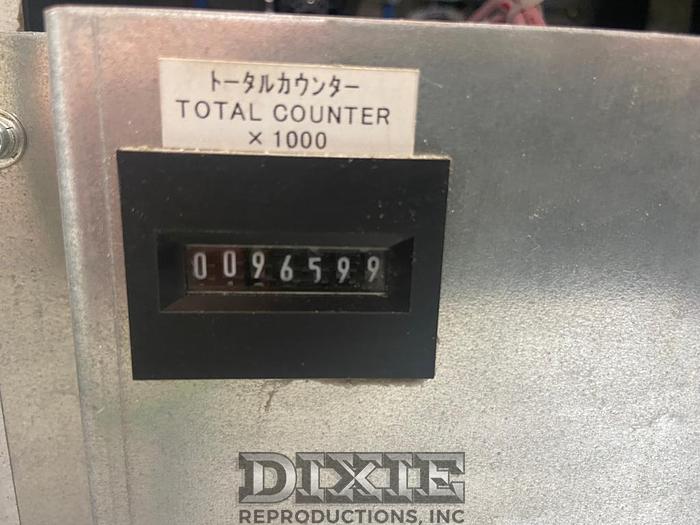 トータルカウンター
TOTAL COUNTER
× 1000
0096599
DIXIE
REPRODUCTIONS, INC